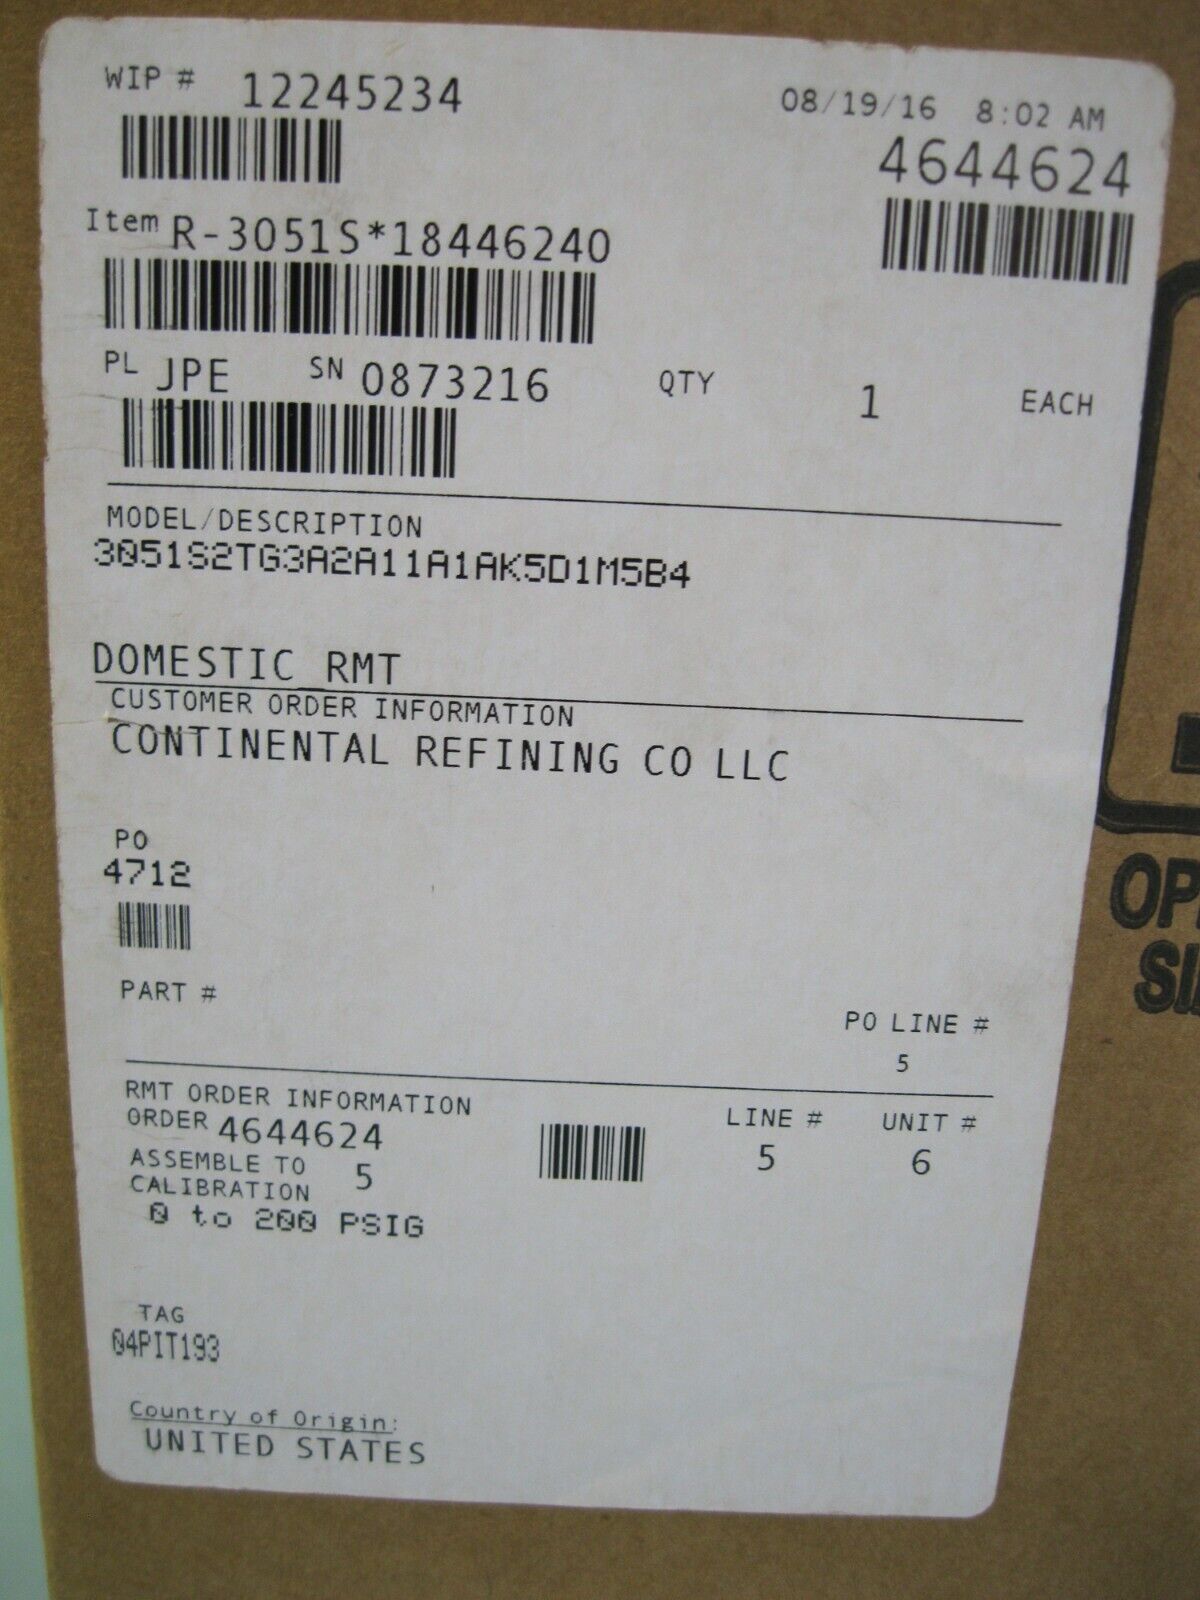 WIP # 12245234
08/19/16 8:02 AM
4644624
Item R-3051S*18446240
PL JPE SN 0873216 QTY 1 EACH
MODEL/DESCRIPTION
3051S2TG3A2A11A1AK5D1M5B4
DOMESTIC RMT
CUSTOMER ORDER INFORMATION
CONTINENTAL REFINING CO LLC
PO
4712
PART #
PO LINE #
5
RMT ORDER INFORMATION
ORDER 4644624
LINE # UNIT #
5 6
ASSEMBLE TO 5
CALIBRATION
0 to 200 PSIG
TAG
04PIT193
Country of Origin:
UNITED STATES